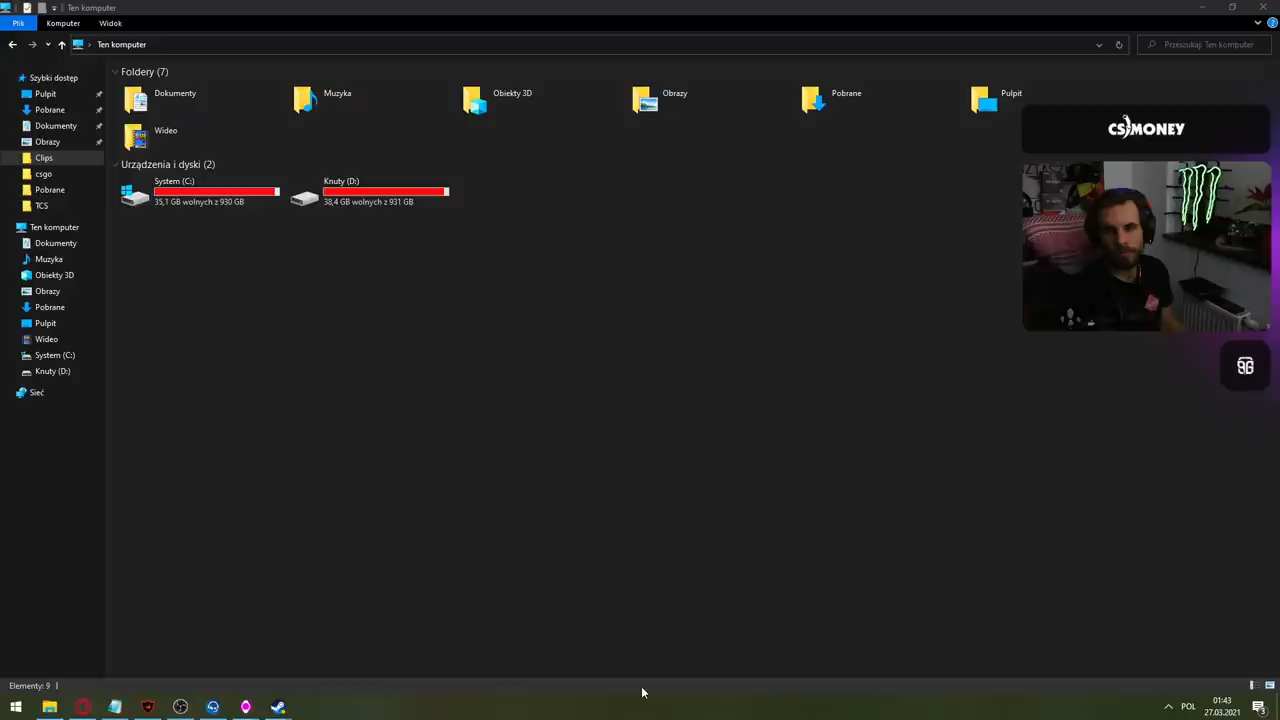 Ten komputer
Plik Komputer Widok
Ten komputer
Przeszukaj: Ten komputer
Szybki dostęp
Pulpit
Pobrane
Dokumenty
Obrazy
Clips
csgo
Pobrane
TCS
Ten komputer
Dokumenty
Muzyka
Obiekty 3D
Obrazy
Pobrane
Pulpit
Wideo
System (C:)
Knuty (D:)
Sieć
Foldery (7)
Dokumenty Muzyka Obiekty 3D Obrazy Pobrane Pulpit
Wideo
Urządzenia i dyski (2)
System (C:)
35,1 GB wolnych z 930 GB
Knuty (D:)
38,4 GB wolnych z 931 GB
CS:MONEY
Elementy: 9
POL
01:43
27.03.2021
3